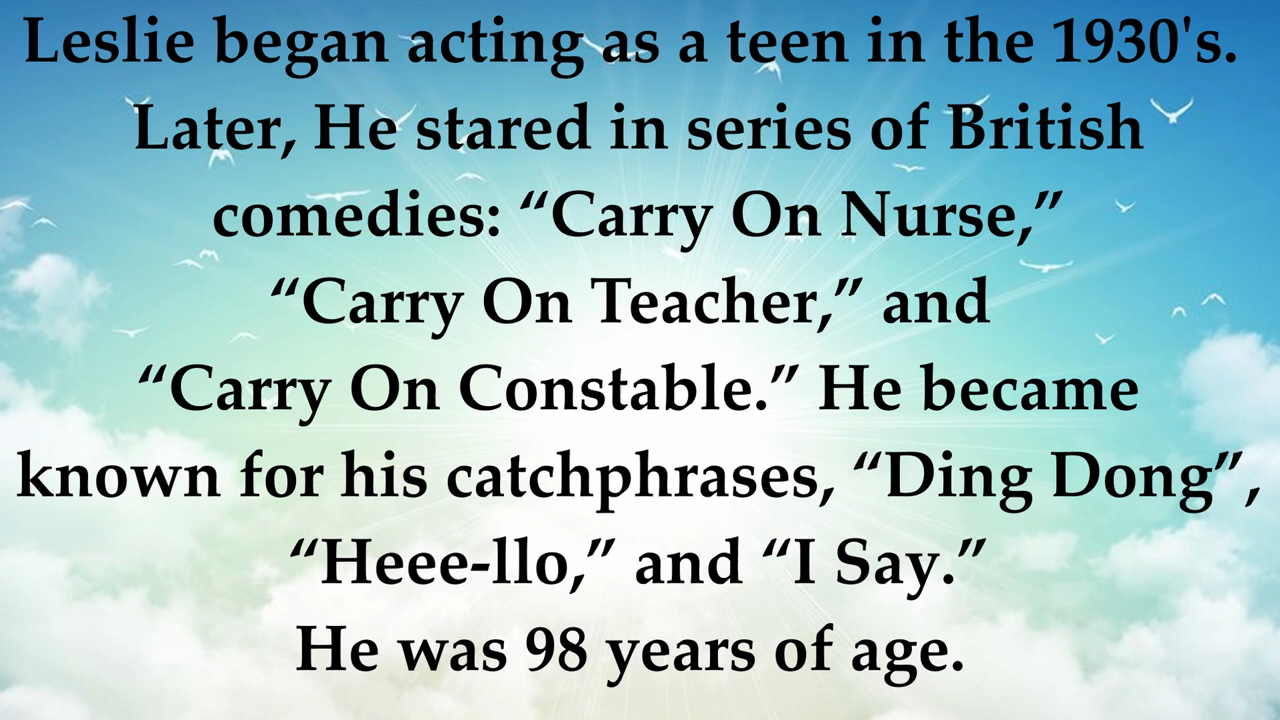 Leslie began acting as a teen in the 1930's.
Later, He stared in series of British
comedies: “Carry On Nurse,”
“Carry On Teacher,” and
“Carry On Constable.” He became
known for his catchphrases, “Ding Dong”,
“Heee-llo,” and “I Say.”
He was 98 years of age.